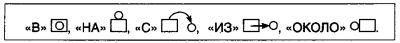 «В» , «НА» , «С» , «ИЗ» , «ОКОЛО» .